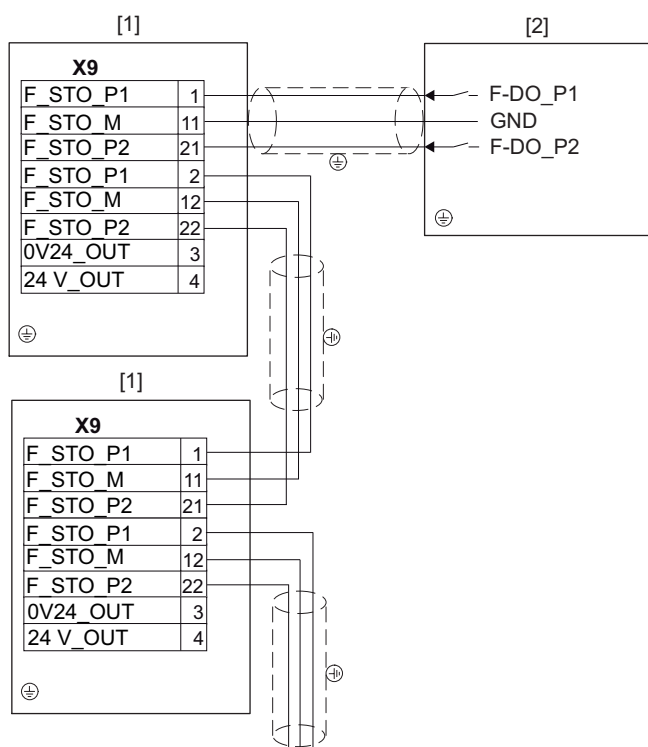 [1] [2]
X9
F_STO_P1 1 F-DO_P1
F_STO_M 11 GND
F_STO_P2 21 F-DO_P2
F_STO_P1 2
F_STO_M 12
F_STO_P2 22
0V24_OUT 3
24 V_OUT 4
[1]
X9
F_STO_P1 1
F_STO_M 11
F_STO_P2 21
F_STO_P1 2
F_STO_M 12
F_STO_P2 22
0V24_OUT 3
24 V_OUT 4